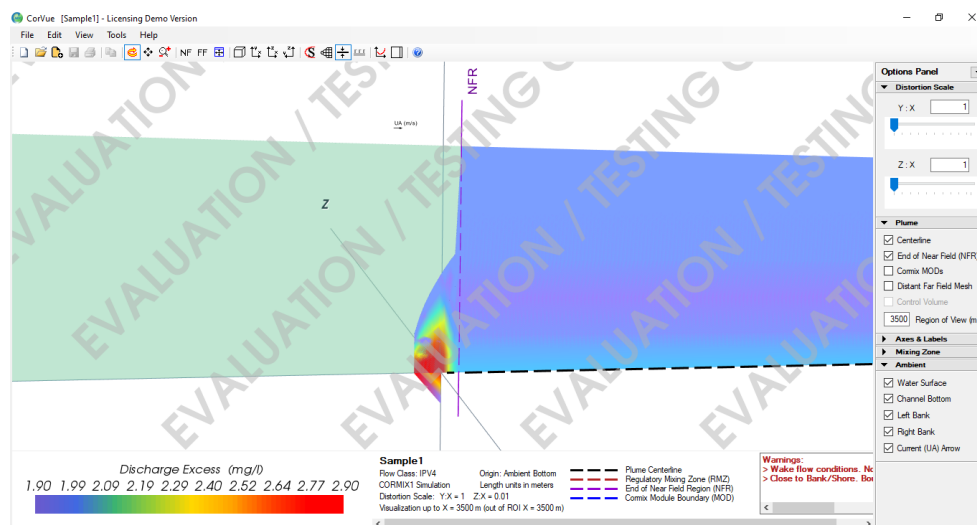 CorVue [Sample1] - Licensing Demo Version
File Edit View Tools Help
NF FF
EVALUATION / TESTING
NFR
UA (m/s)
Z
Options Panel
Distortion Scale
Y : X 1
Z : X 1
Plume
Centerline
End of Near Field (NFR)
Cormix MODs
Distant Far Field Mesh
Control Volume
3500 Region of View (m
Axes & Labels
Mixing Zone
Ambient
Water Surface
Channel Bottom
Left Bank
Right Bank
Current (UA) Arrow
Discharge Excess (mg/l)
1.90 1.99 2.09 2.19 2.29 2.40 2.52 2.64 2.77 2.90
Sample1
Flow Class: IPV4 Origin: Ambient Bottom
CORMIX1 Simulation Length units in meters
Distortion Scale: Y:X = 1 Z:X = 0.01
Visualization up to X = 3500 m (out of ROI X = 3500 m)
Plume Centerline
Regulatory Mixing Zone (RMZ)
End of Near Field Region (NFR)
Cormix Module Boundary (MOD)
Warnings:
> Wake flow conditions. No
> Close to Bank/Shore. Bou